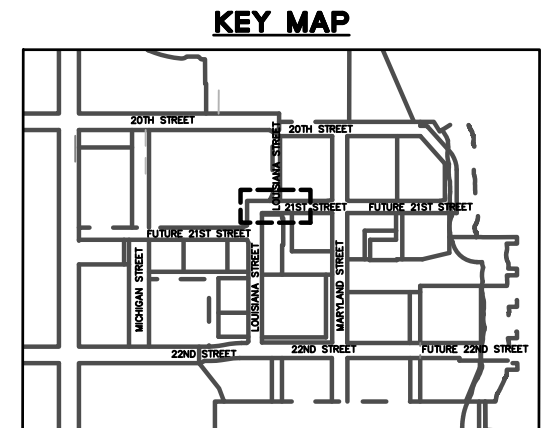 KEY MAP
20TH STREET
20TH STREET
LOUISIANA STREET
21ST STREET
FUTURE 21ST STREET
FUTURE 21ST STREET
MICHIGAN STREET
LOUISIANA STREET
MARYLAND STREET
22ND STREET
22ND STREET
FUTURE 22ND STREET